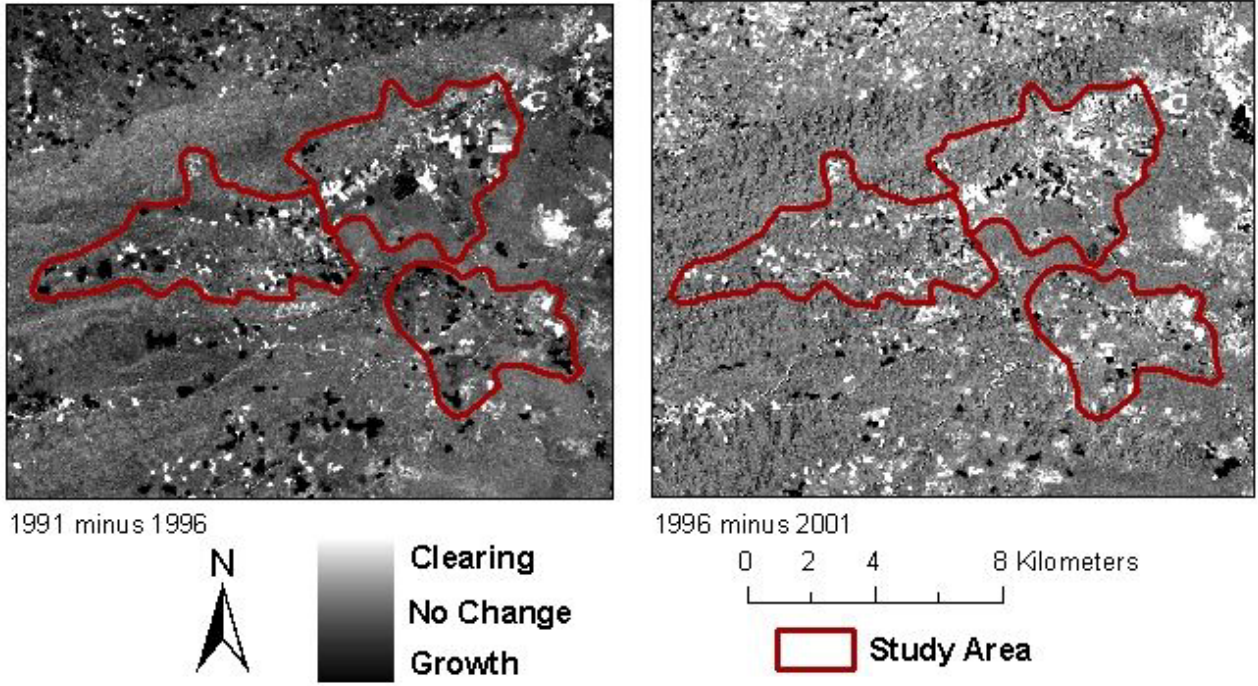 1991 minus 1996
1996 minus 2001
N
Clearing
No Change
Growth
0 2 4 8 Kilometers
Study Area